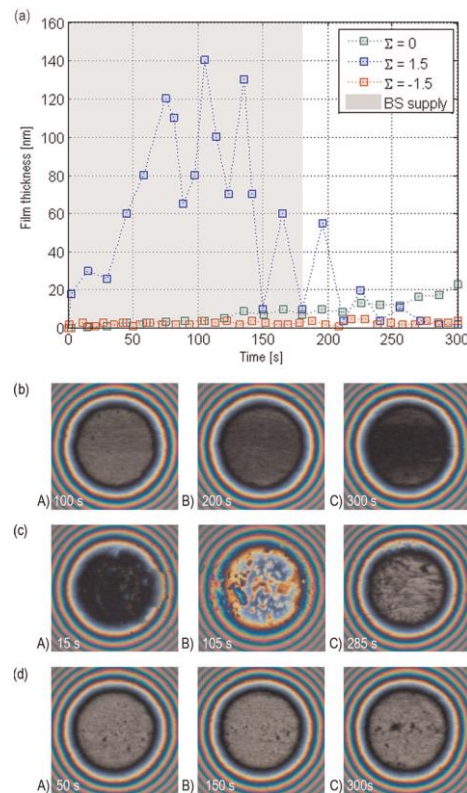 (a)
160
140
120
100
80
60
40
20
0
Film thickness [nm]
Σ = 0
Σ = 1.5
Σ = -1.5
BS supply
0 50 100 150 200 250 300
Time [s]
(b)
A) 100 s B) 200 s C) 300 s
(c)
A) 15 s B) 105 s C) 285 s
(d)
A) 50 s B) 150 s C) 300s